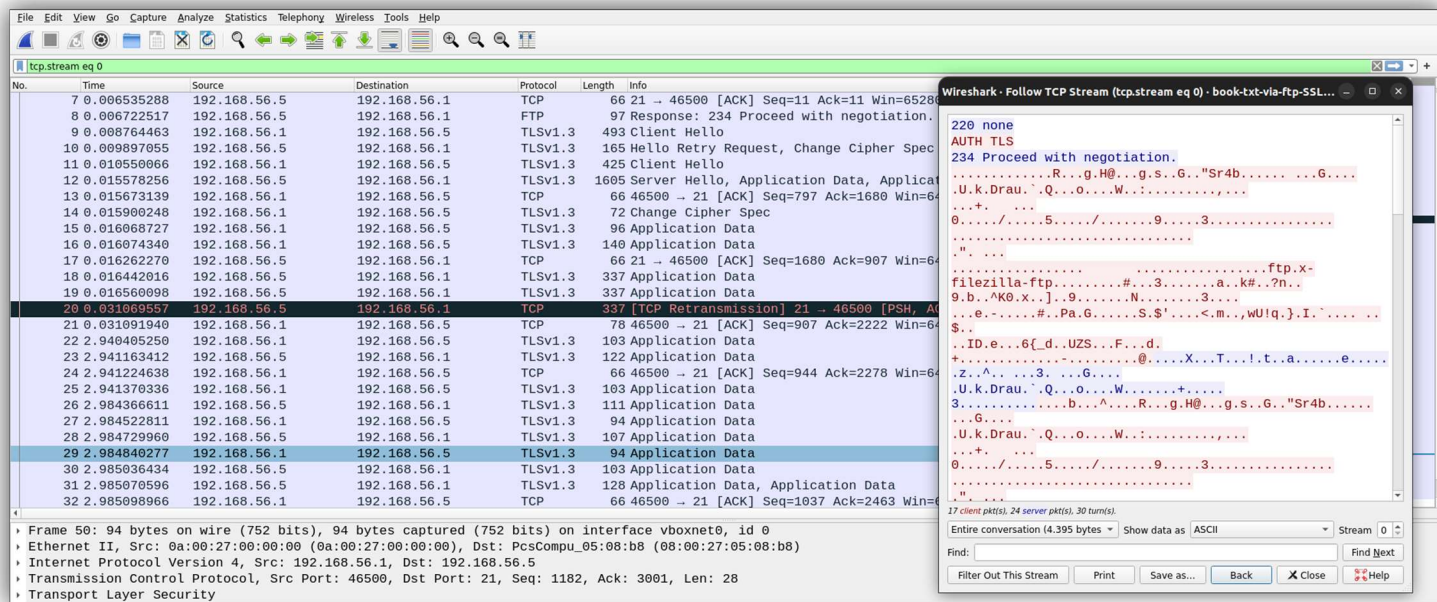 File Edit View Go Capture Analyze Statistics Telephony Wireless Tools Help
tcp.stream eq 0
No. Time Source Destination Protocol Length Info
7 0.006535288 192.168.56.5 192.168.56.1 TCP 66 21 → 46500 [ACK] Seq=11 Ack=11 Win=65280
8 0.006722517 192.168.56.5 192.168.56.1 FTP 97 Response: 234 Proceed with negotiation.
9 0.008764463 192.168.56.1 192.168.56.5 TLSv1.3 493 Client Hello
10 0.009897055 192.168.56.5 192.168.56.1 TLSv1.3 165 Hello Retry Request, Change Cipher Spec
11 0.010550066 192.168.56.1 192.168.56.5 TLSv1.3 425 Client Hello
12 0.015578256 192.168.56.5 192.168.56.1 TLSv1.3 1605 Server Hello, Application Data, Applicat
13 0.015673139 192.168.56.1 192.168.56.5 TCP 66 46500 → 21 [ACK] Seq=797 Ack=1680 Win=64
14 0.015900248 192.168.56.1 192.168.56.5 TLSv1.3 72 Change Cipher Spec
15 0.016068727 192.168.56.1 192.168.56.5 TLSv1.3 96 Application Data
16 0.016074340 192.168.56.1 192.168.56.5 TLSv1.3 140 Application Data
17 0.016262270 192.168.56.5 192.168.56.1 TCP 66 21 → 46500 [ACK] Seq=1680 Ack=907 Win=64
18 0.016442016 192.168.56.5 192.168.56.1 TLSv1.3 337 Application Data
19 0.016560098 192.168.56.5 192.168.56.1 TLSv1.3 337 Application Data
20 0.031069557 192.168.56.5 192.168.56.1 TCP 337 [TCP Retransmission] 21 → 46500 [PSH, AC
21 0.031091940 192.168.56.1 192.168.56.5 TCP 78 46500 → 21 [ACK] Seq=907 Ack=2222 Win=64
22 2.940405250 192.168.56.1 192.168.56.5 TLSv1.3 103 Application Data
23 2.941163412 192.168.56.5 192.168.56.1 TLSv1.3 122 Application Data
24 2.941224638 192.168.56.1 192.168.56.5 TCP 66 46500 → 21 [ACK] Seq=944 Ack=2278 Win=64
25 2.941370336 192.168.56.1 192.168.56.5 TLSv1.3 103 Application Data
26 2.984366611 192.168.56.5 192.168.56.1 TLSv1.3 111 Application Data
27 2.984522811 192.168.56.1 192.168.56.5 TLSv1.3 94 Application Data
28 2.984729960 192.168.56.5 192.168.56.1 TLSv1.3 107 Application Data
29 2.984840277 192.168.56.1 192.168.56.5 TLSv1.3 94 Application Data
30 2.985036434 192.168.56.5 192.168.56.1 TLSv1.3 103 Application Data
31 2.985070596 192.168.56.5 192.168.56.1 TLSv1.3 128 Application Data, Application Data
32 2.985098966 192.168.56.1 192.168.56.5 TCP 66 46500 → 21 [ACK] Seq=1037 Ack=2463 Win=6
Frame 50: 94 bytes on wire (752 bits), 94 bytes captured (752 bits) on interface vboxnet0, id 0
Ethernet II, Src: 0a:00:27:00:00:00 (0a:00:27:00:00:00), Dst: PcsCompu_05:08:b8 (08:00:27:05:08:b8)
Internet Protocol Version 4, Src: 192.168.56.1, Dst: 192.168.56.5
Transmission Control Protocol, Src Port: 46500, Dst Port: 21, Seq: 1182, Ack: 3001, Len: 28
Transport Layer Security
Wireshark · Follow TCP Stream (tcp.stream eq 0) · book-txt-via-ftp-SSL...
220 none
AUTH TLS
234 Proceed with negotiation.
.............R...g.H@...g.s..G.."Sr4b...... ...G....
.U.k.Drau.`.Q...o....W..:.........,...
...+. ...
0...../.....5...../.......9.....3................
................................
.". ...
................. ..................ftp.x-
filezilla-ftp.........#...3.......a..k#..?n..
9.b..^K0.x..]..9.......N........3....
...e.-.....#..Pa.G......S.$'....<.m..,wU!q.}.I.`.... ..
$..
..ID.e...6{_d..UZS...F...d.
+.............-.........@.....X...T...!.t..a......e.....
.z..^.. ...3. ...G....
.U.k.Drau.`.Q...o....W.......+.....
3..............b...^....R...g.H@...g.s..G.."Sr4b......
...G....
.U.k.Drau.`.Q...o....W..:.........,...
...+. ...
0...../.....5...../.......9.....3................
................................
.". ...
17 client pkt(s), 24 server pkt(s), 30 turn(s).
Entire conversation (4.395 bytes Show data as ASCII Stream 0
Find: Find Next
Filter Out This Stream Print Save as... Back Close Help